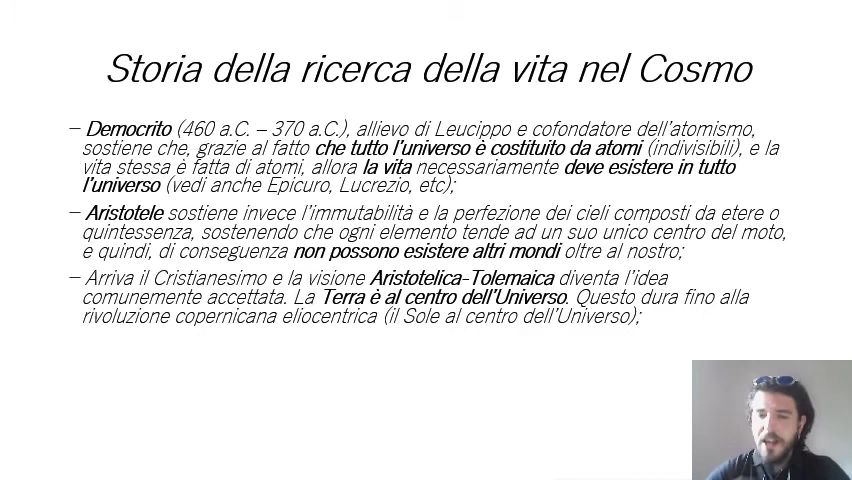 Storia della ricerca della vita nel Cosmo
– Democrito (460 a.C. – 370 a.C.), allievo di Leucippo e cofondatore dell'atomismo,
sostiene che, grazie al fatto che tutto l'universo è costituito da atomi (indivisibili), e la
vita stessa è fatta di atomi, allora la vita necessariamente deve esistere in tutto
l'universo (vedi anche Epicuro, Lucrezio, etc);
– Aristotele sostiene invece l'immutabilità e la perfezione dei cieli composti da etere o
quintessenza, sostenendo che ogni elemento tende ad un suo unico centro del moto,
e quindi, di conseguenza non possono esistere altri mondi oltre al nostro;
– Arriva il Cristianesimo e la visione Aristotelica-Tolemaica diventa l'idea
comunemente accettata. La Terra è al centro dell'Universo. Questo dura fino alla
rivoluzione copernicana eliocentrica (il Sole al centro dell'Universo);